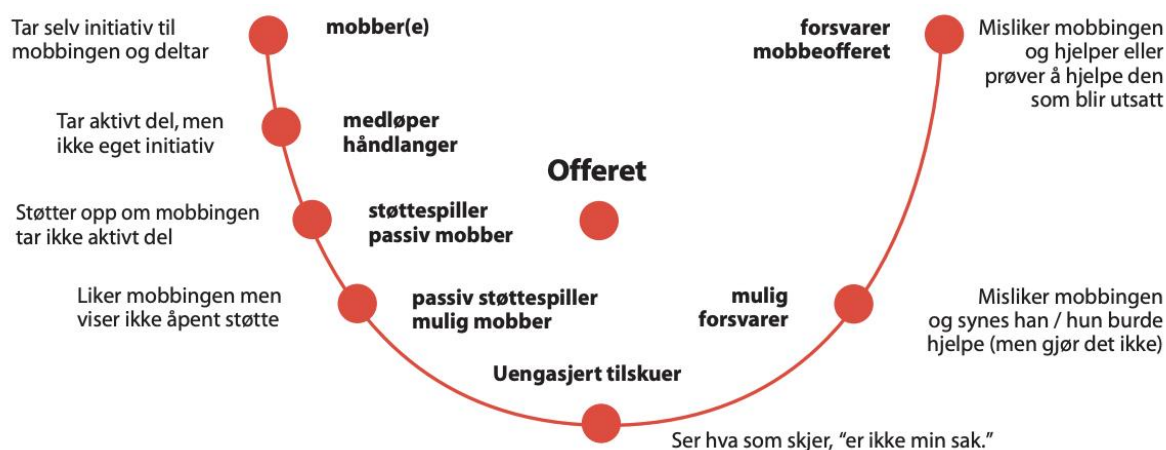 Tar selv initiativ til
mobbingen og deltar
mobber(e)
forsvarer
mobbeofferet
Misliker mobbingen
og hjelper eller
prøver å hjelpe den
som blir utsatt
Tar aktivt del, men
ikke eget initiativ
medløper
håndlanger
Offeret
Støtter opp om mobbingen
tar ikke aktivt del
støttespiller
passiv mobber
Liker mobbingen men
viser ikke åpent støtte
passiv støttespiller
mulig mobber
mulig
forsvarer
Misliker mobbingen
og synes han / hun burde
hjelpe (men gjør det ikke)
Uengasjert tilskuer
Ser hva som skjer, “er ikke min sak.”